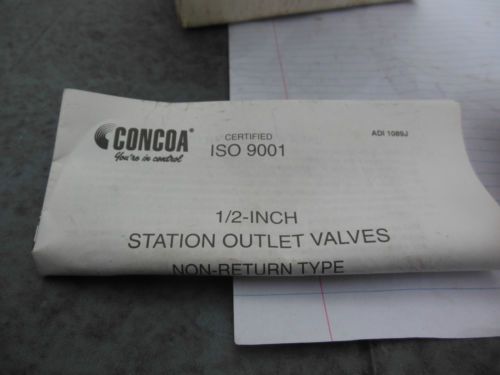 CONCOA
You're in control
CERTIFIED
ISO 9001
ADI 1089J
1/2-INCH
STATION OUTLET VALVES
NON-RETURN TYPE